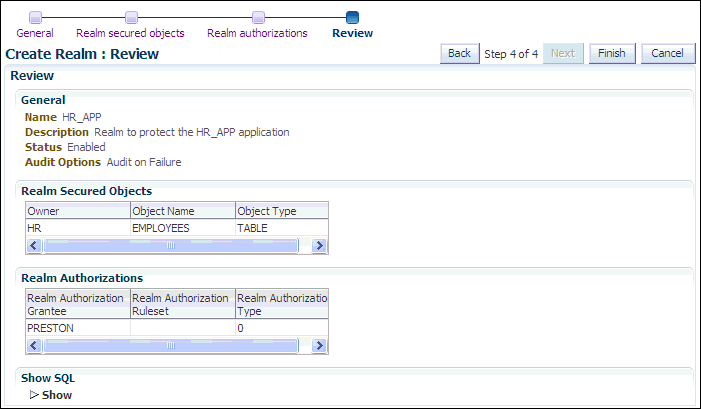 General Realm secured objects Realm authorizations Review
Create Realm : Review Back Step 4 of 4 Next Finish Cancel
Review
General
Name HR_APP
Description Realm to protect the HR_APP application
Status Enabled
Audit Options Audit on Failure
Realm Secured Objects
Owner Object Name Object Type
HR EMPLOYEES TABLE
Realm Authorizations
Realm Authorization Realm Authorization Realm Authorizatio
Grantee Ruleset Type
PRESTON 0
Show SQL
Show